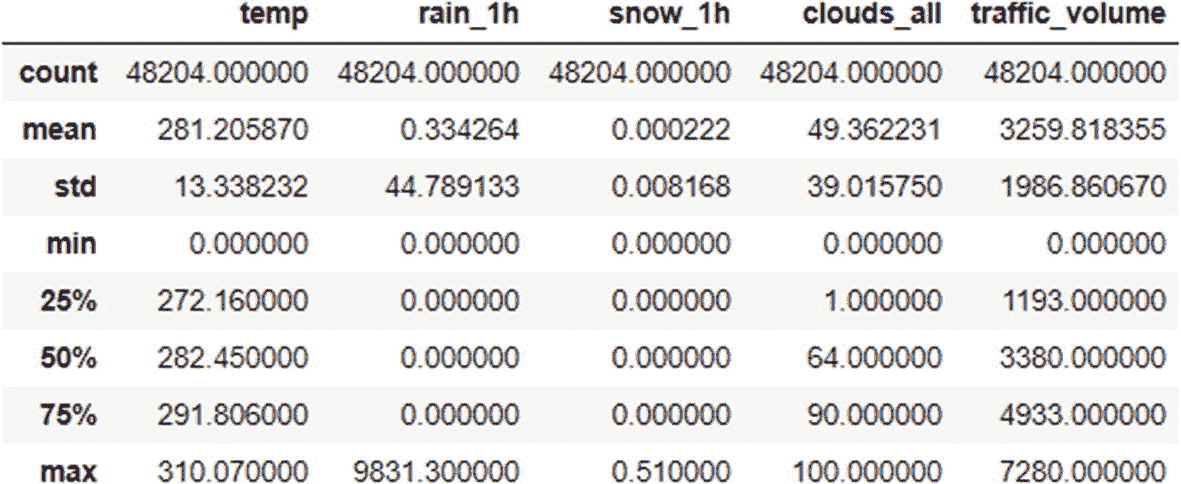 temp rain_1h snow_1h clouds_all traffic_volume
count 48204.000000 48204.000000 48204.000000 48204.000000 48204.000000
mean 281.205870 0.334264 0.000222 49.362231 3259.818355
std 13.338232 44.789133 0.008168 39.015750 1986.860670
min 0.000000 0.000000 0.000000 0.000000 0.000000
25% 272.160000 0.000000 0.000000 1.000000 1193.000000
50% 282.450000 0.000000 0.000000 64.000000 3380.000000
75% 291.806000 0.000000 0.000000 90.000000 4933.000000
max 310.070000 9831.300000 0.510000 100.000000 7280.000000